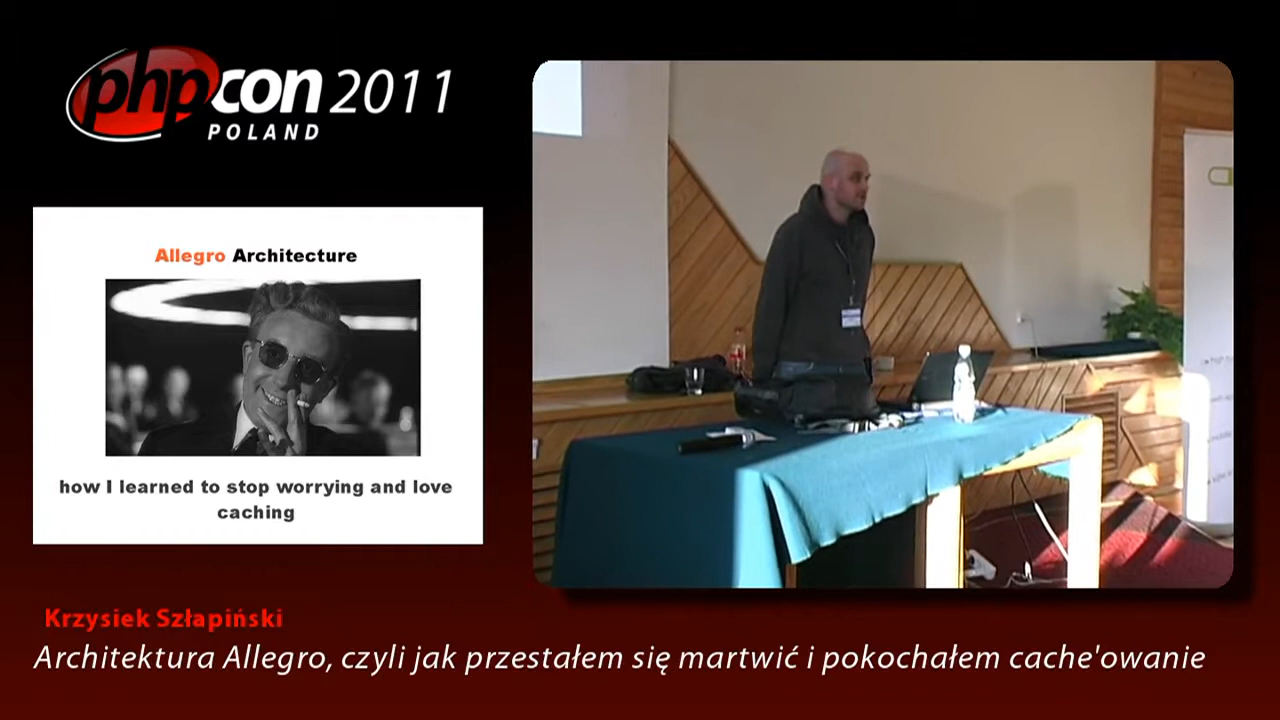 phpcon 2011
POLAND
Allegro Architecture
how I learned to stop worrying and love
caching
Krzysiek Szłapiński
Architektura Allegro, czyli jak przestałem się martwić i pokochałem cache'owanie